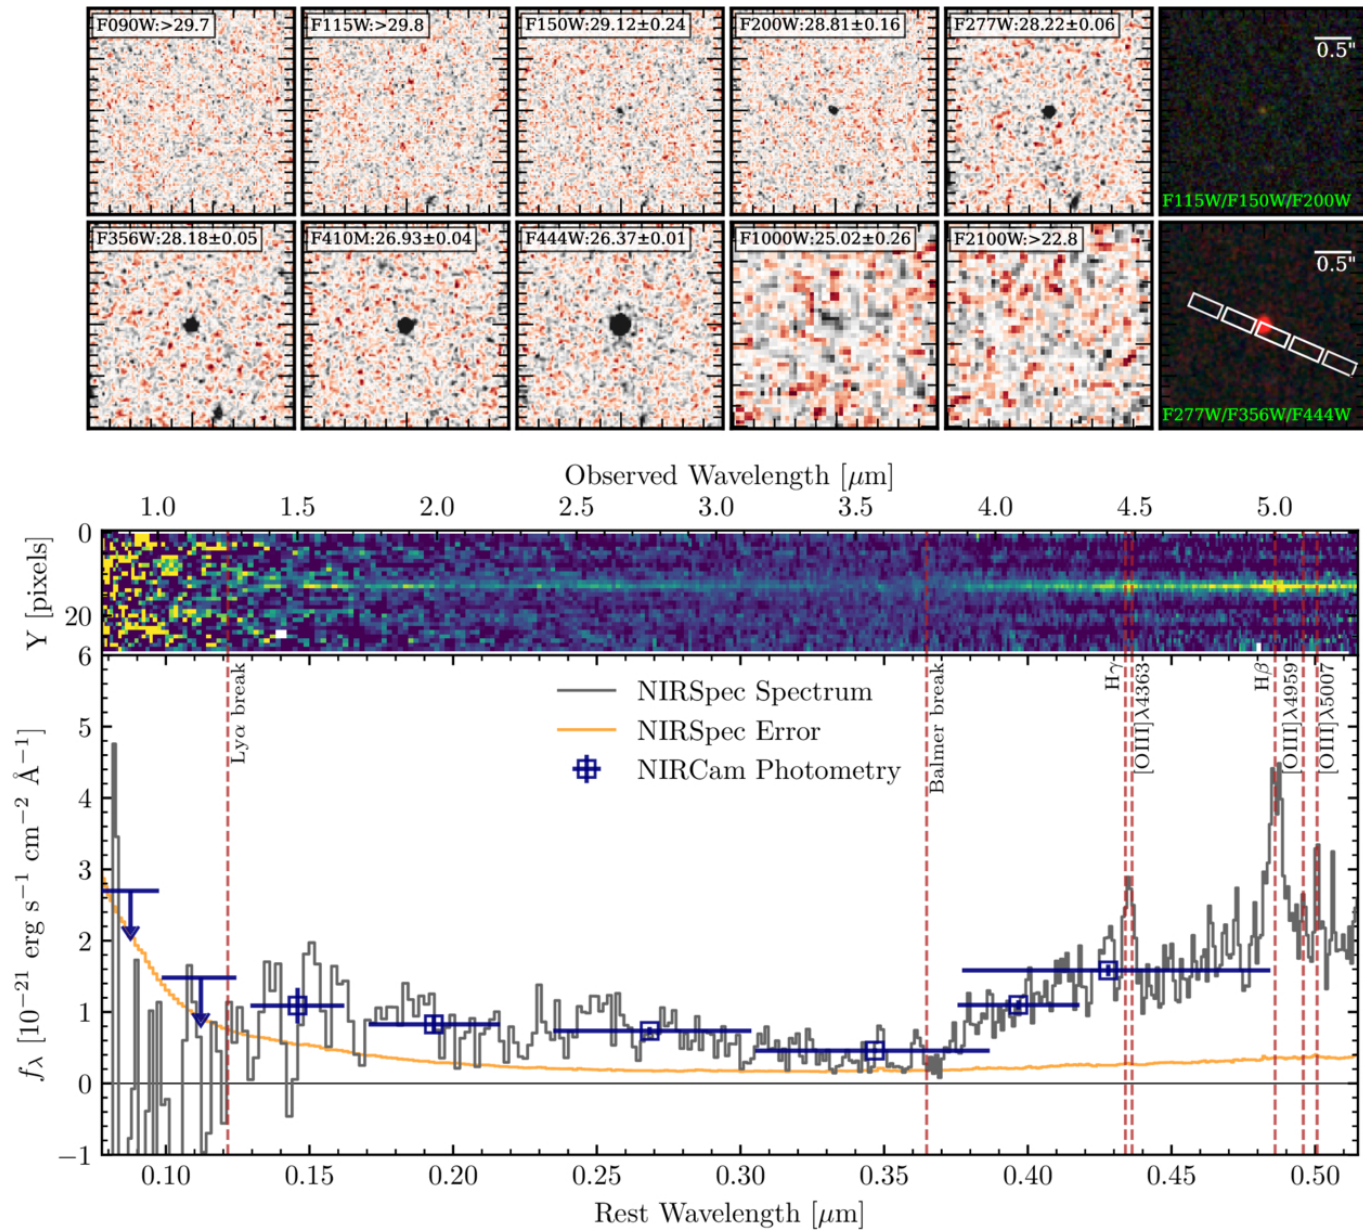 F090W:>29.7
F115W:>29.8
F150W:29.12±0.24
F200W:28.81±0.16
F277W:28.22±0.06
0.5"
F115W/F150W/F200W
F356W:28.18±0.05
F410M:26.93±0.04
F444W:26.37±0.01
F1000W:25.02±0.26
F2100W:>22.8
0.5"
F277W/F356W/F444W
Observed Wavelength [μm]
1.0 1.5 2.0 2.5 3.0 3.5 4.0 4.5 5.0
Y [pixels]
0
20
6
5
4
3
2
1
0
−1
fλ [10⁻²¹ erg s⁻¹ cm⁻² Å⁻¹]
Lyα break
NIRSpec Spectrum
NIRSpec Error
NIRCam Photometry
Balmer break
Hγ
[OIII]λ4363
Hβ
[OIII]λ4959
[OIII]λ5007
0.10 0.15 0.20 0.25 0.30 0.35 0.40 0.45 0.50
Rest Wavelength [μm]